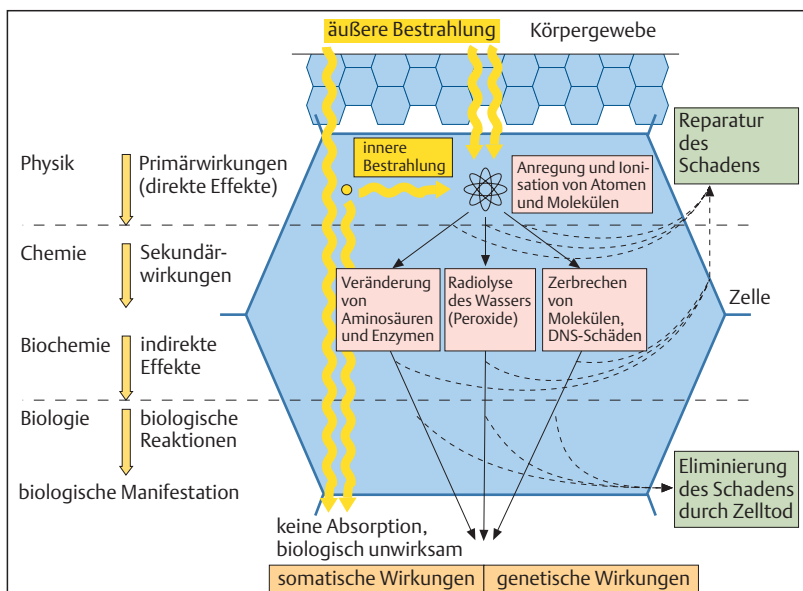 äußere Bestrahlung
Körpergewebe
innere
Bestrahlung
Anregung und Ioni-
sation von Atomen
und Molekülen
Reparatur
des
Schadens
Physik
Primärwirkungen
(direkte Effekte)
Chemie
Sekundär-
wirkungen
Veränderung
von
Aminosäuren
und Enzymen
Radiolyse
des Wassers
(Peroxide)
Zerbrechen
von
Molekülen,
DNS-Schäden
Zelle
Biochemie
indirekte
Effekte
Biologie
biologische
Reaktionen
biologische Manifestation
Eliminierung
des Schadens
durch Zelltod
keine Absorption,
biologisch unwirksam
somatische Wirkungen
genetische Wirkungen